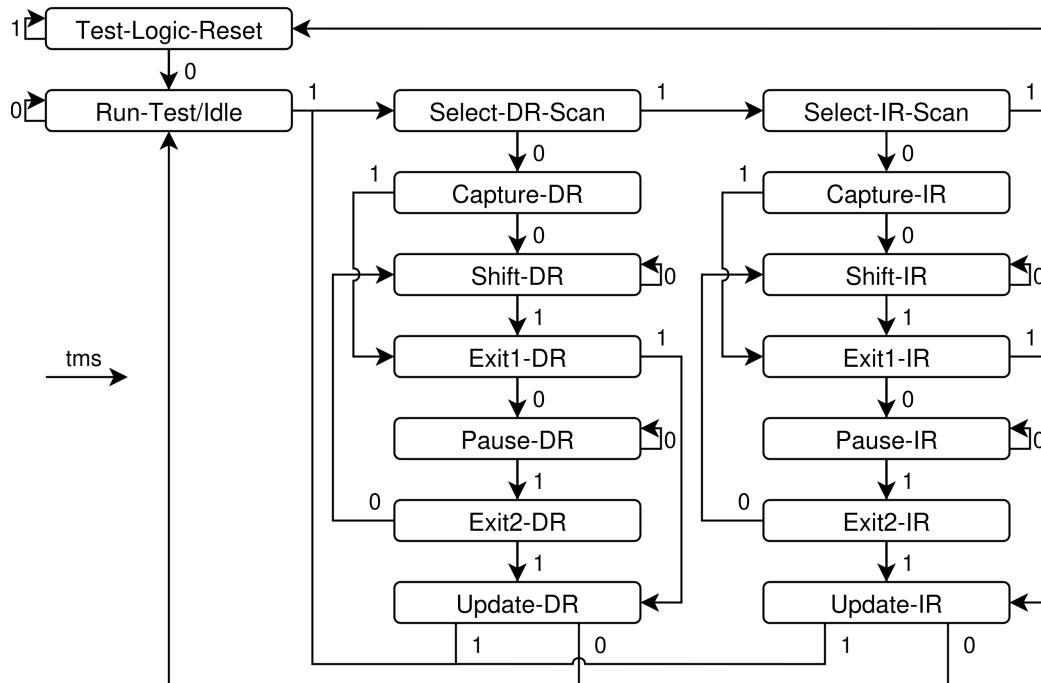 1 Test-Logic-Reset
0
0 Run-Test/Idle 1 Select-DR-Scan 1 Select-IR-Scan 1
0 0
1 Capture-DR 1 Capture-IR
0 0
Shift-DR 0 Shift-IR 0
1 1
Exit1-DR 1 Exit1-IR 1
tms
0 0
Pause-DR 0 Pause-IR 0
1 1
0 Exit2-DR 0 Exit2-IR
1 1
Update-DR Update-IR
1 0 1 0